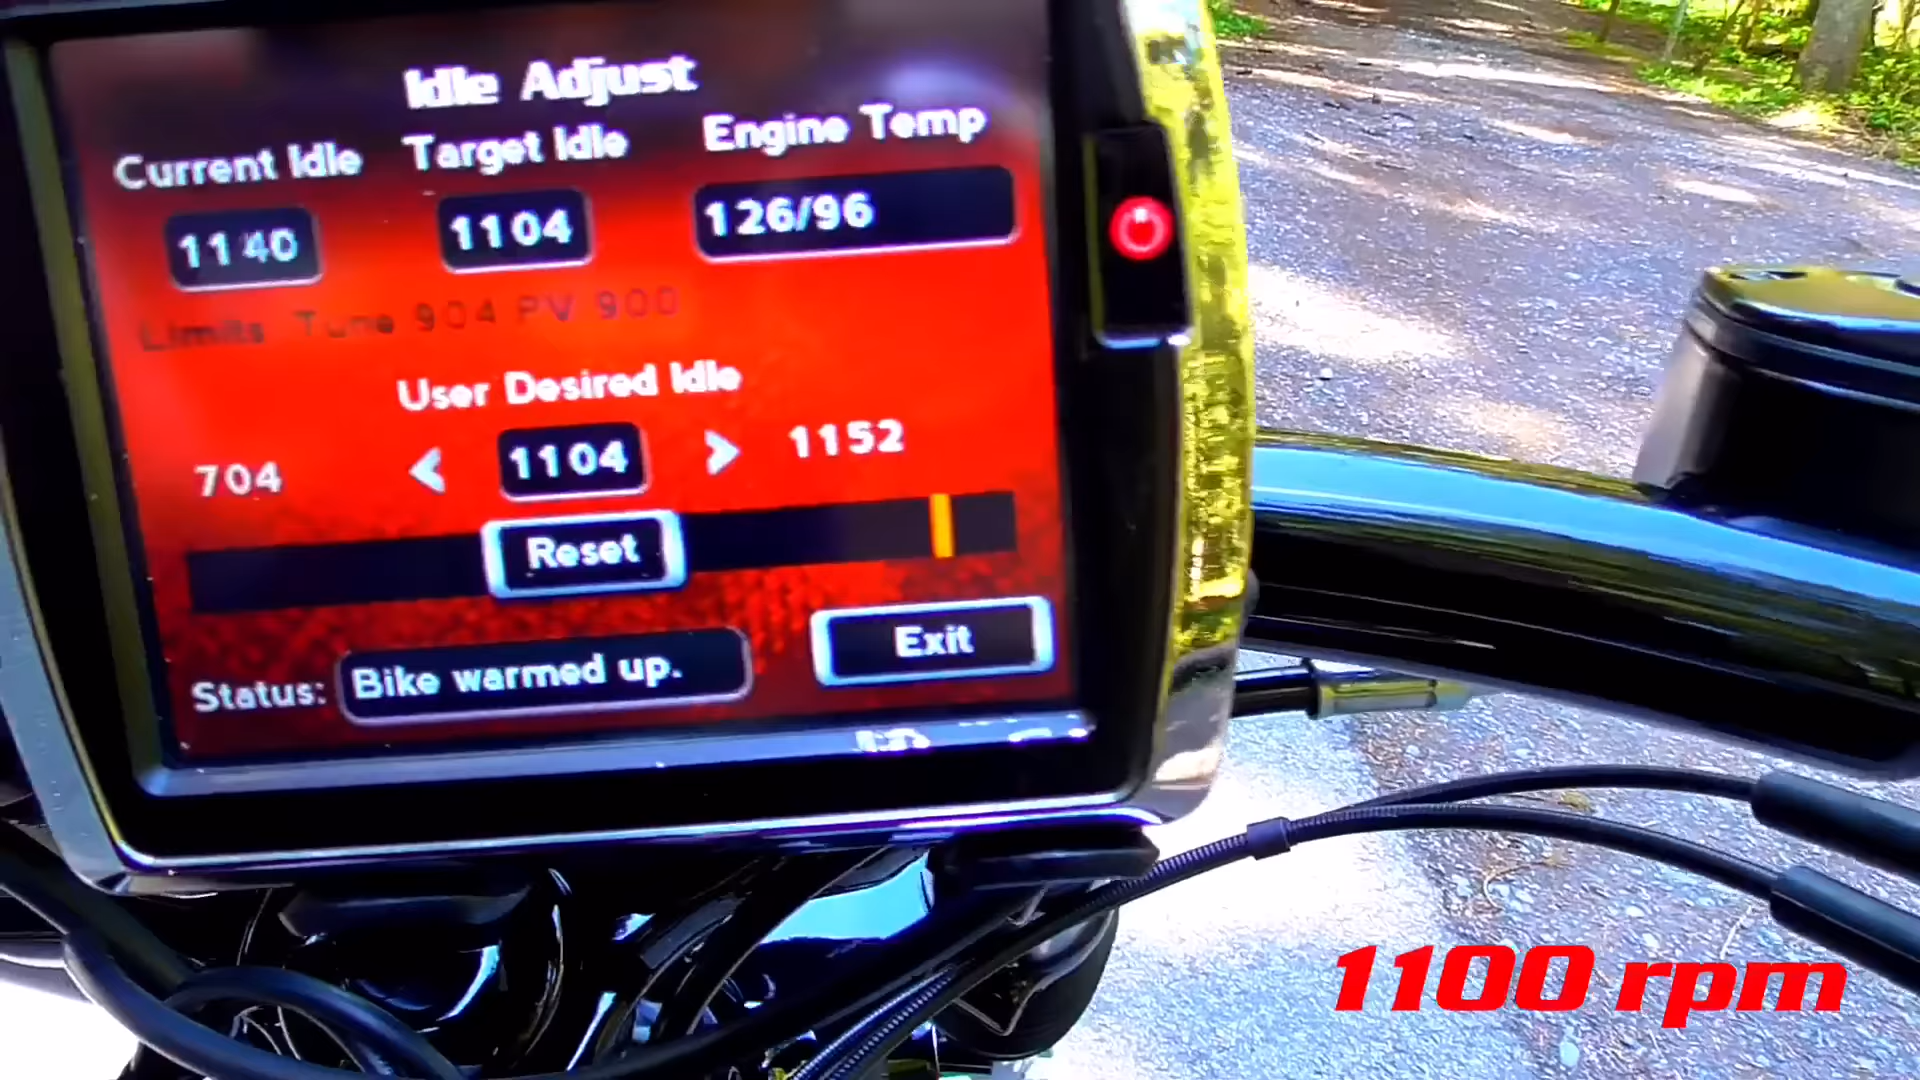 Idle Adjust
Current Idle Target Idle Engine Temp
1140 1104 126/96
Limits Tune 904 PV 900
User Desired Idle
704 < 1104 > 1152
Reset
Exit
Status: Bike warmed up.
1100 rpm